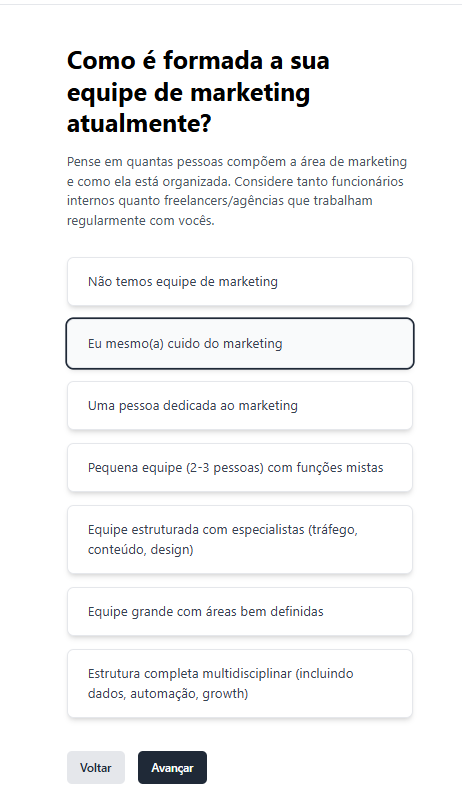 Como é formada a sua
equipe de marketing
atualmente?
Pense em quantas pessoas compõem a área de marketing
e como ela está organizada. Considere tanto funcionários
internos quanto freelancers/agências que trabalham
regularmente com vocês.
Não temos equipe de marketing
Eu mesmo(a) cuido do marketing
Uma pessoa dedicada ao marketing
Pequena equipe (2-3 pessoas) com funções mistas
Equipe estruturada com especialistas (tráfego,
conteúdo, design)
Equipe grande com áreas bem definidas
Estrutura completa multidisciplinar (incluindo
dados, automação, growth)
Voltar
Avançar